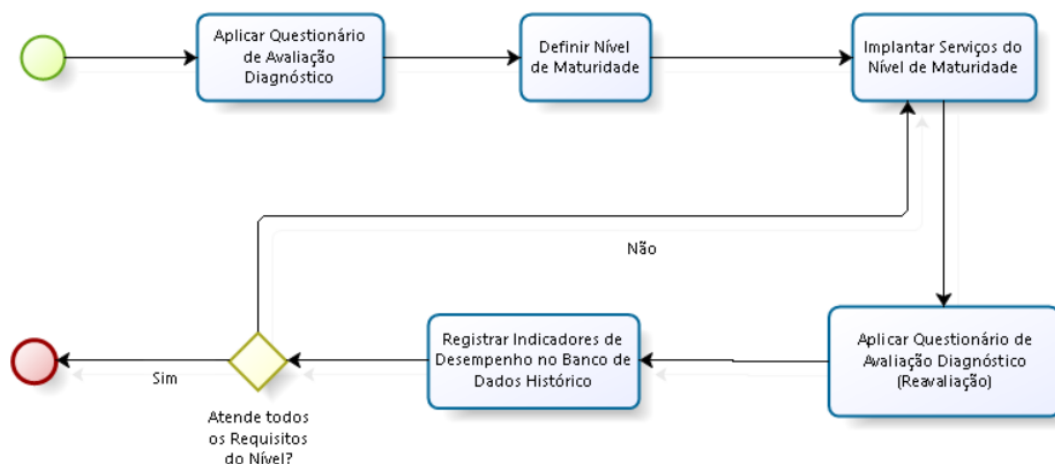 Aplicar Questionário
de Avaliação
Diagnóstico
Definir Nível
de Maturidade
Implantar Serviços do
Nível de Maturidade
Não
Aplicar Questionário de
Avaliação Diagnóstico
(Reavaliação)
Registrar Indicadores de
Desempenho no Banco de
Dados Histórico
Sim
Atende todos
os Requisitos
do Nível?